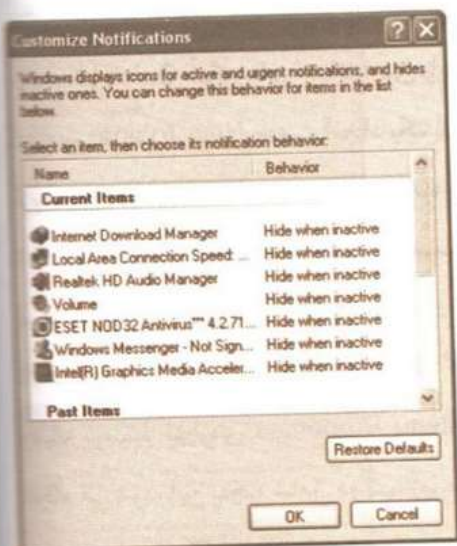 Customize Notifications
Windows displays icons for active and urgent notifications, and hides
inactive ones. You can change this behavior for items in the list
below.
Select an item, then choose its notification behavior:
Name Behavior
Current Items
Internet Download Manager Hide when inactive
Local Area Connection Speed: ... Hide when inactive
Realtek HD Audio Manager Hide when inactive
Volume Hide when inactive
ESET NOD32 Antivirus""" 4.2.71... Hide when inactive
Windows Messenger - Not Sign... Hide when inactive
Intel(R) Graphics Media Acceler... Hide when inactive
Past Items
Restore Defaults
OK Cancel